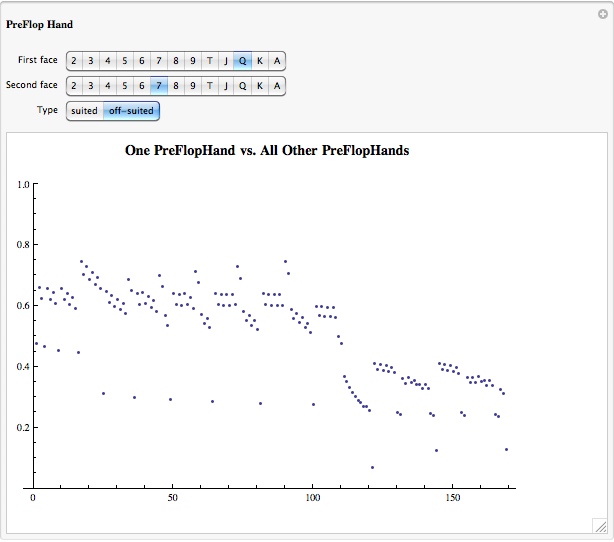 PreFlop Hand
First face 2 3 4 5 6 7 8 9 T J Q K A
Second face 2 3 4 5 6 7 8 9 T J Q K A
Type suited off-suited
One PreFlopHand vs. All Other PreFlopHands
1.0
0.8
0.6
0.4
0.2
0 50 100 150